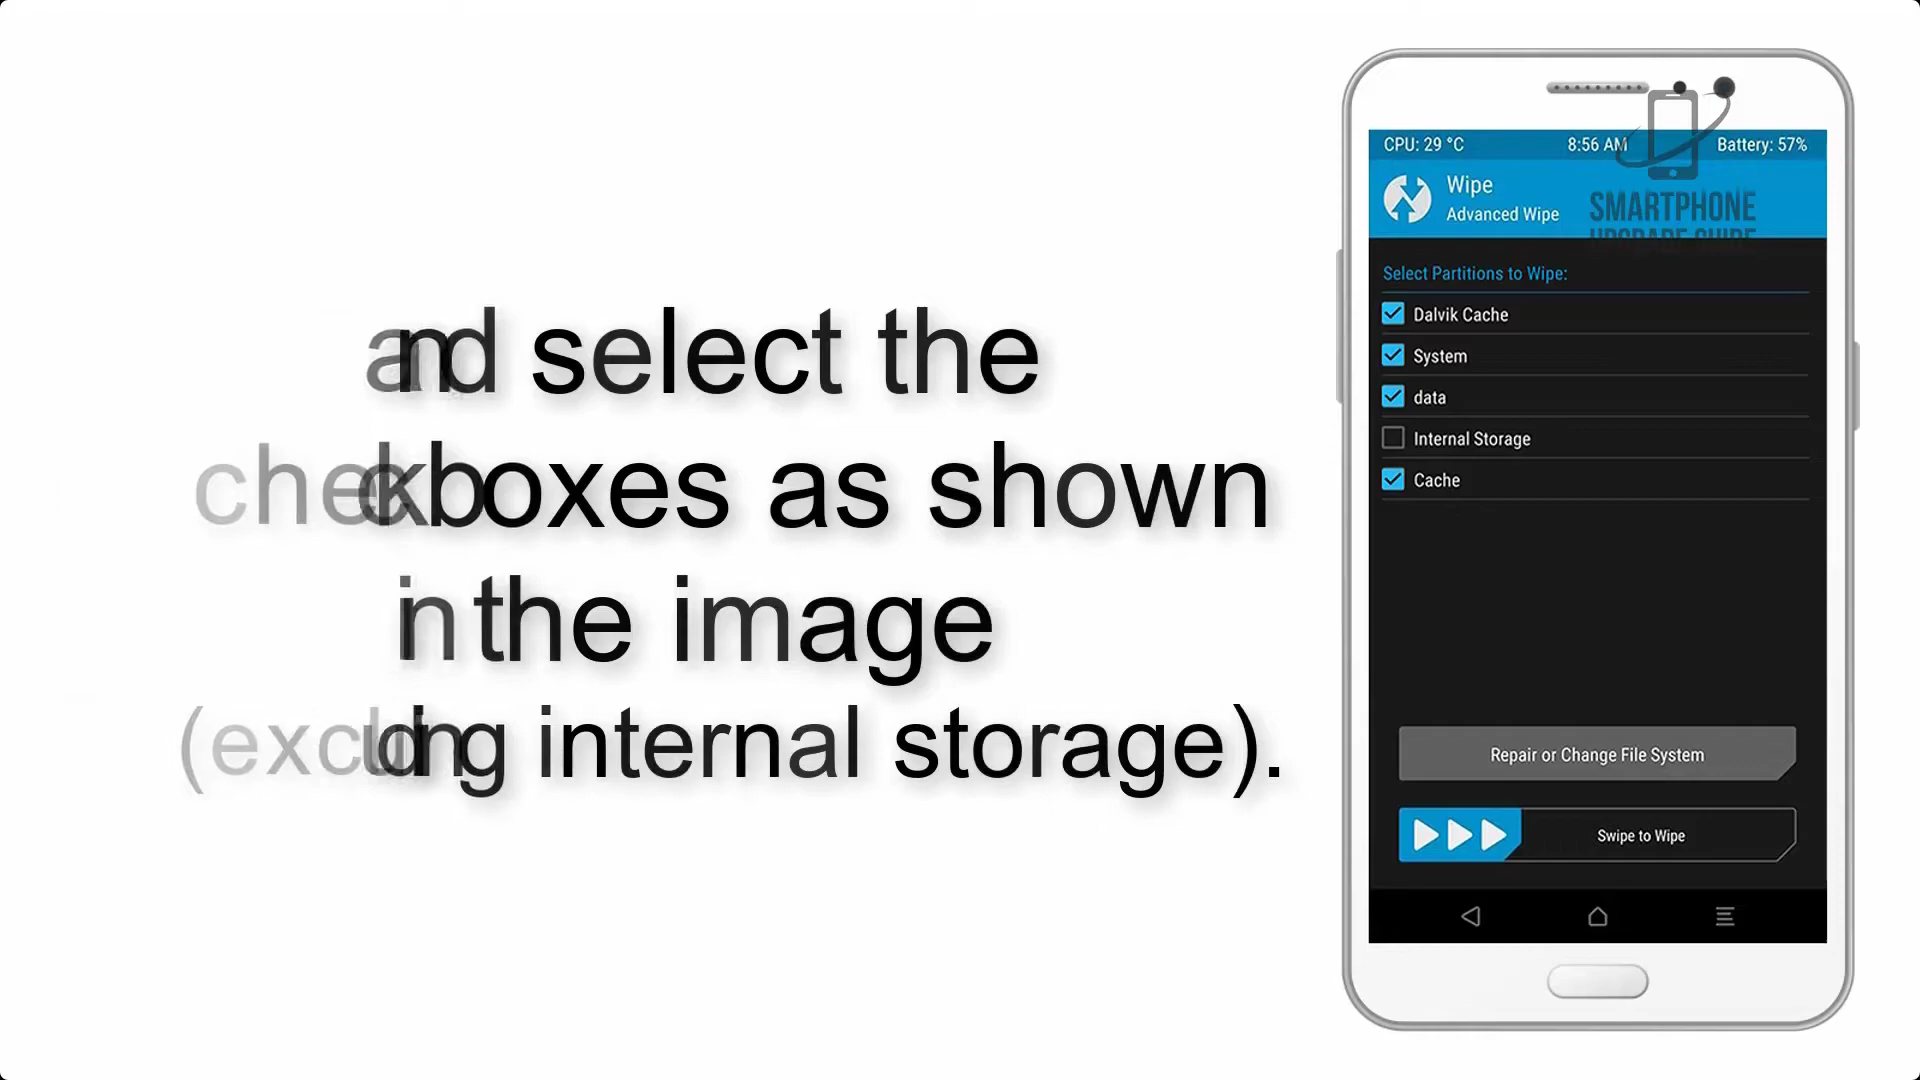 and select the
checkboxes as shown
in the image
(excluding internal storage).
CPU: 29 °C 8:56 AM Battery: 57%
Wipe
Advanced Wipe
SMARTPHONE
UPGRADE GUIDE
Select Partitions to Wipe:
Dalvik Cache
System
data
Internal Storage
Cache
Repair or Change File System
Swipe to Wipe